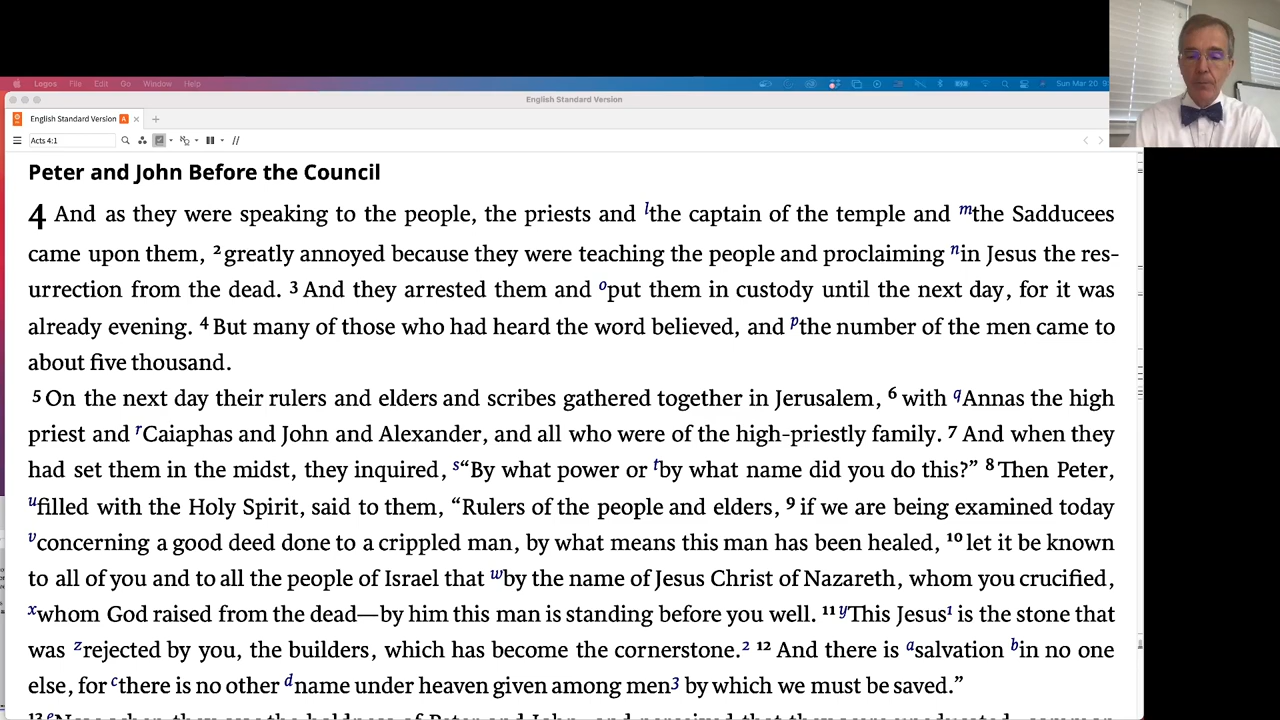 Logos File Edit Go Window Help Sun Mar 20
English Standard Version
English Standard Version A
Acts 4:1
Peter and John Before the Council
4 And as they were speaking to the people, the priests and lthe captain of the temple and mthe Sadducees
came upon them, 2 greatly annoyed because they were teaching the people and proclaiming nin Jesus the res-
urrection from the dead. 3 And they arrested them and oput them in custody until the next day, for it was
already evening. 4 But many of those who had heard the word believed, and pthe number of the men came to
about five thousand.
5 On the next day their rulers and elders and scribes gathered together in Jerusalem, 6 with qAnnas the high
priest and rCaiaphas and John and Alexander, and all who were of the high-priestly family. 7 And when they
had set them in the midst, they inquired, s“By what power or tby what name did you do this?” 8 Then Peter,
ufilled with the Holy Spirit, said to them, “Rulers of the people and elders, 9 if we are being examined today
vconcerning a good deed done to a crippled man, by what means this man has been healed, 10 let it be known
to all of you and to all the people of Israel that wby the name of Jesus Christ of Nazareth, whom you crucified,
xwhom God raised from the dead—by him this man is standing before you well. 11 yThis Jesus1 is the stone that
was zrejected by you, the builders, which has become the cornerstone.2 12 And there is asalvation bin no one
else, for cthere is no other dname under heaven given among men3 by which we must be saved.”